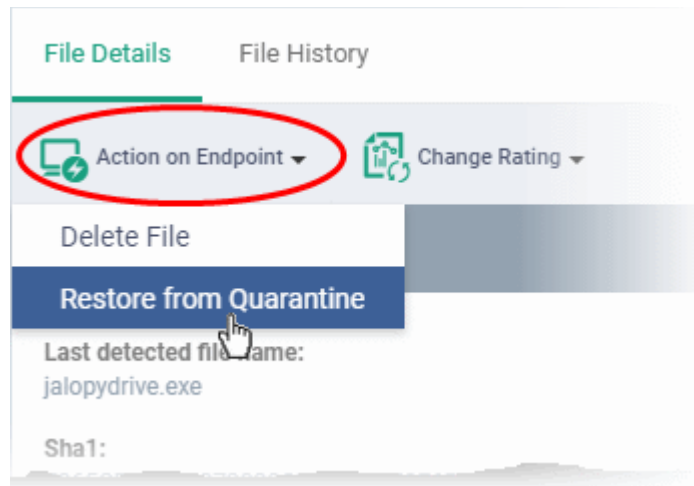 File Details File History
Action on Endpoint Change Rating
Delete File
Restore from Quarantine
Last detected file name:
jalopydrive.exe
Sha1: